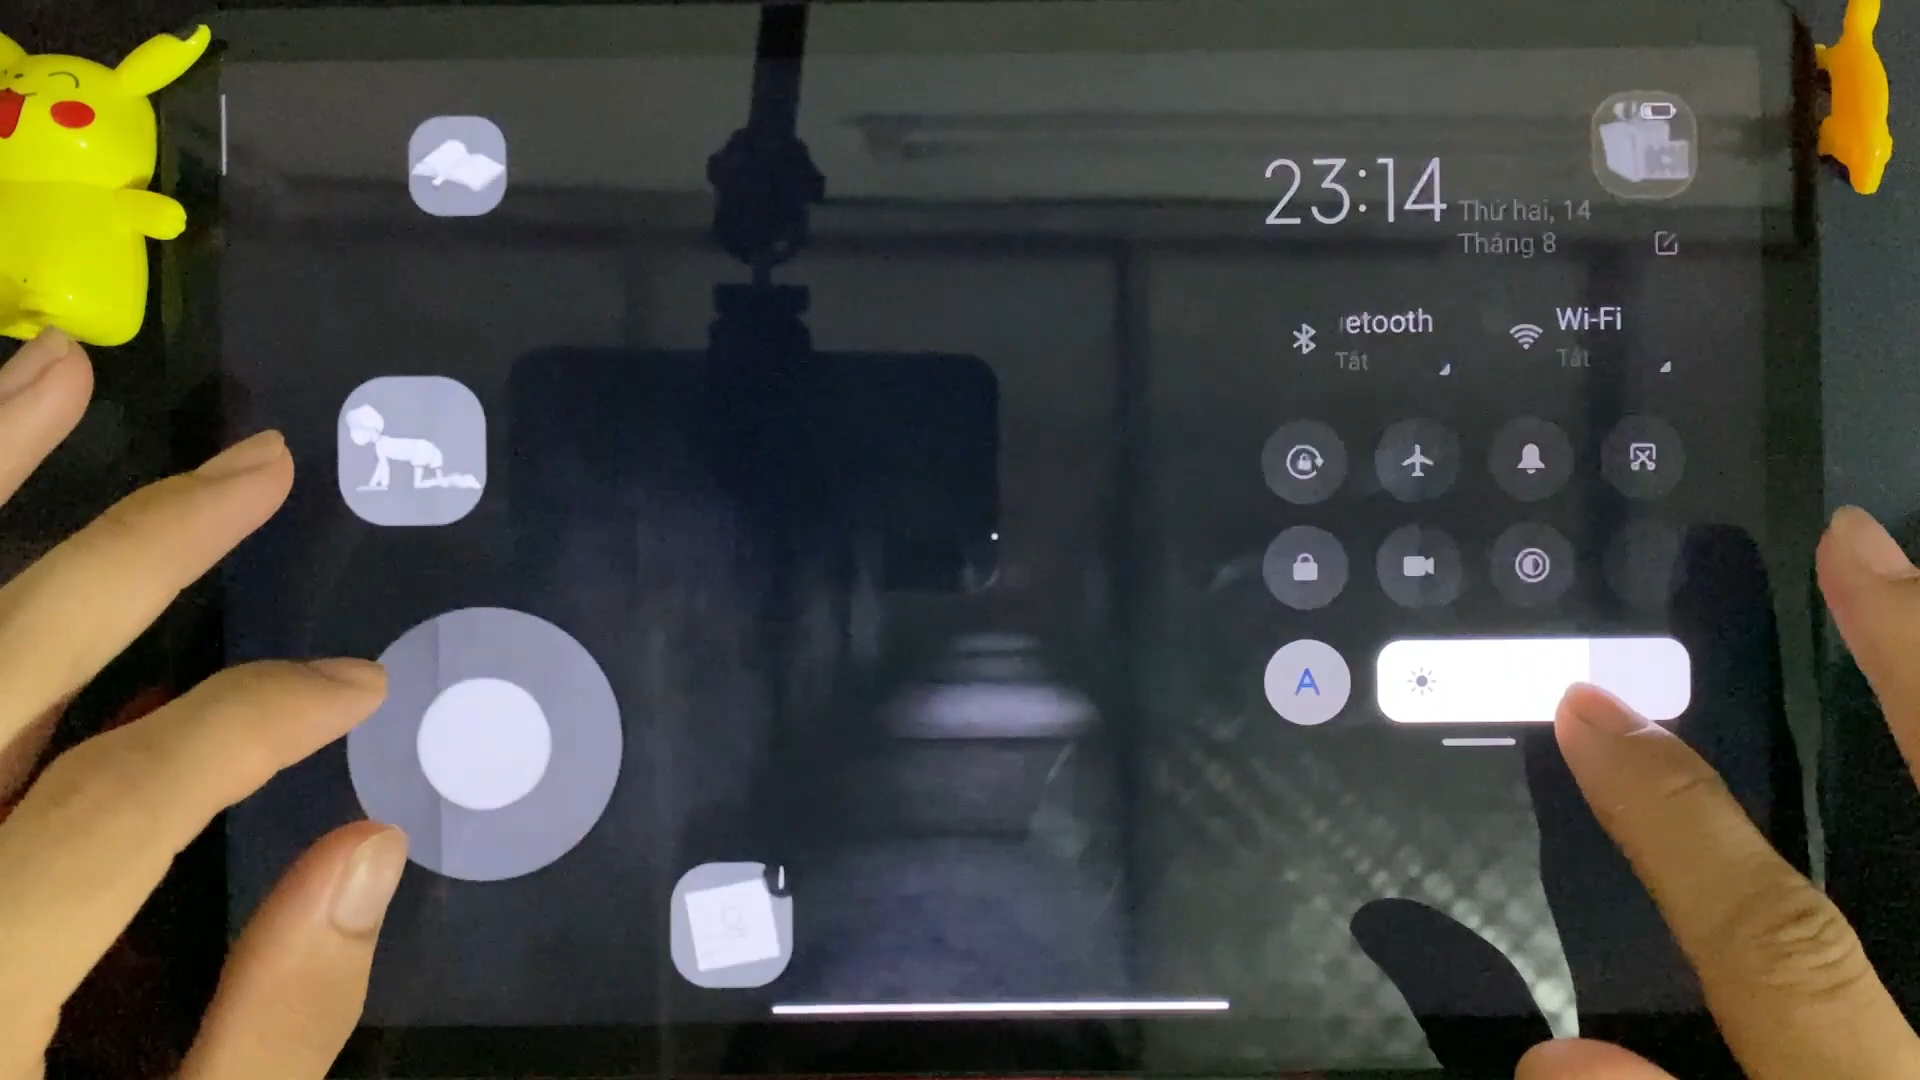 23:14
Thứ hai, 14
Tháng 8
etooth
Tắt
Wi-Fi
Tắt
A